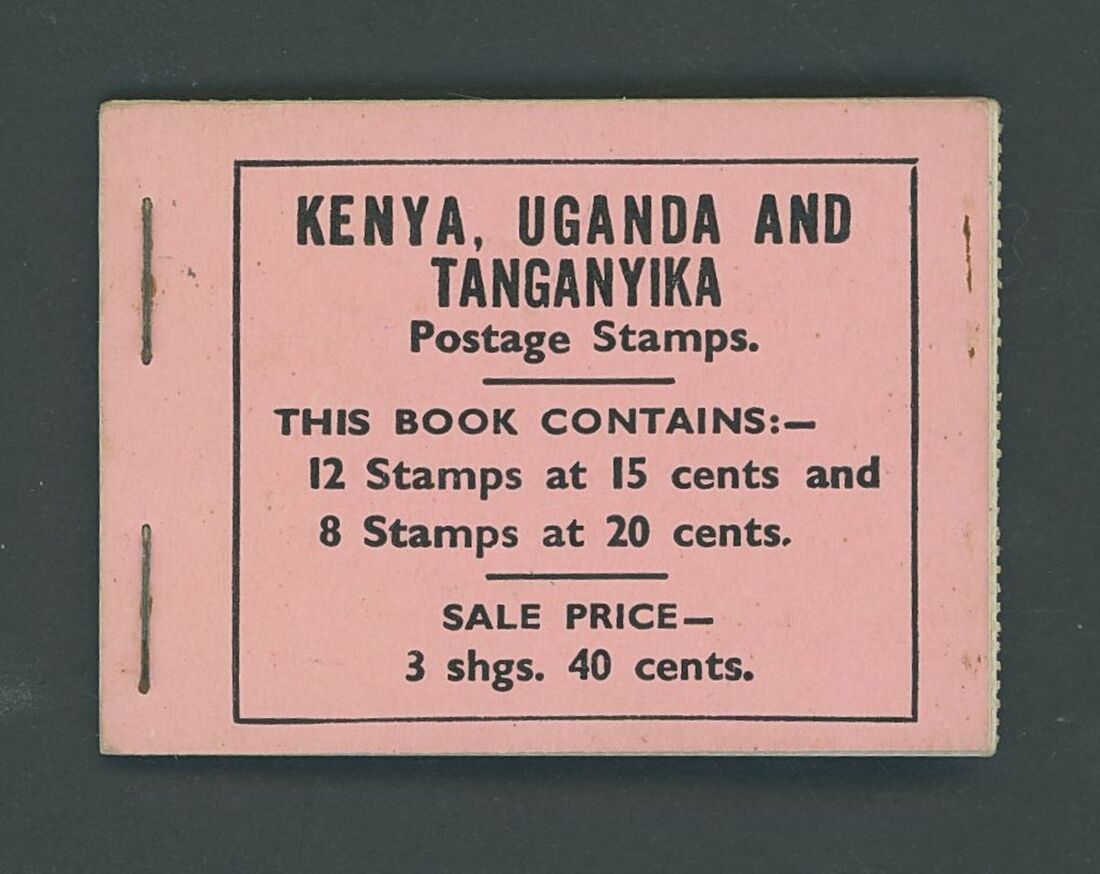 KENYA, UGANDA AND
TANGANYIKA
Postage Stamps.
THIS BOOK CONTAINS:—
12 Stamps at 15 cents and
8 Stamps at 20 cents.
SALE PRICE—
3 shgs. 40 cents.